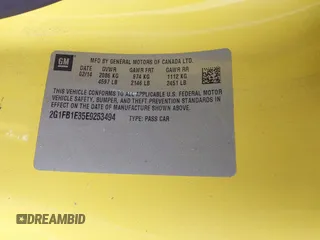 GM
MFD BY GENERAL MOTORS OF CANADA LTD.
DATE GVWR GAWR FRT GAWR RR
02/14 2086 KG 974 KG 1112 KG
4597 LB 2146 LB 2451 LB
THIS VEHICLE CONFORMS TO ALL APPLICABLE U.S. FEDERAL MOTOR
VEHICLE SAFETY, BUMPER, AND THEFT PREVENTION STANDARDS
IN EFFECT ON THE DATE OF MANUFACTURE SHOWN ABOVE.
2G1FB1E35E9253494 TYPE: PASS CAR
DREAMBID